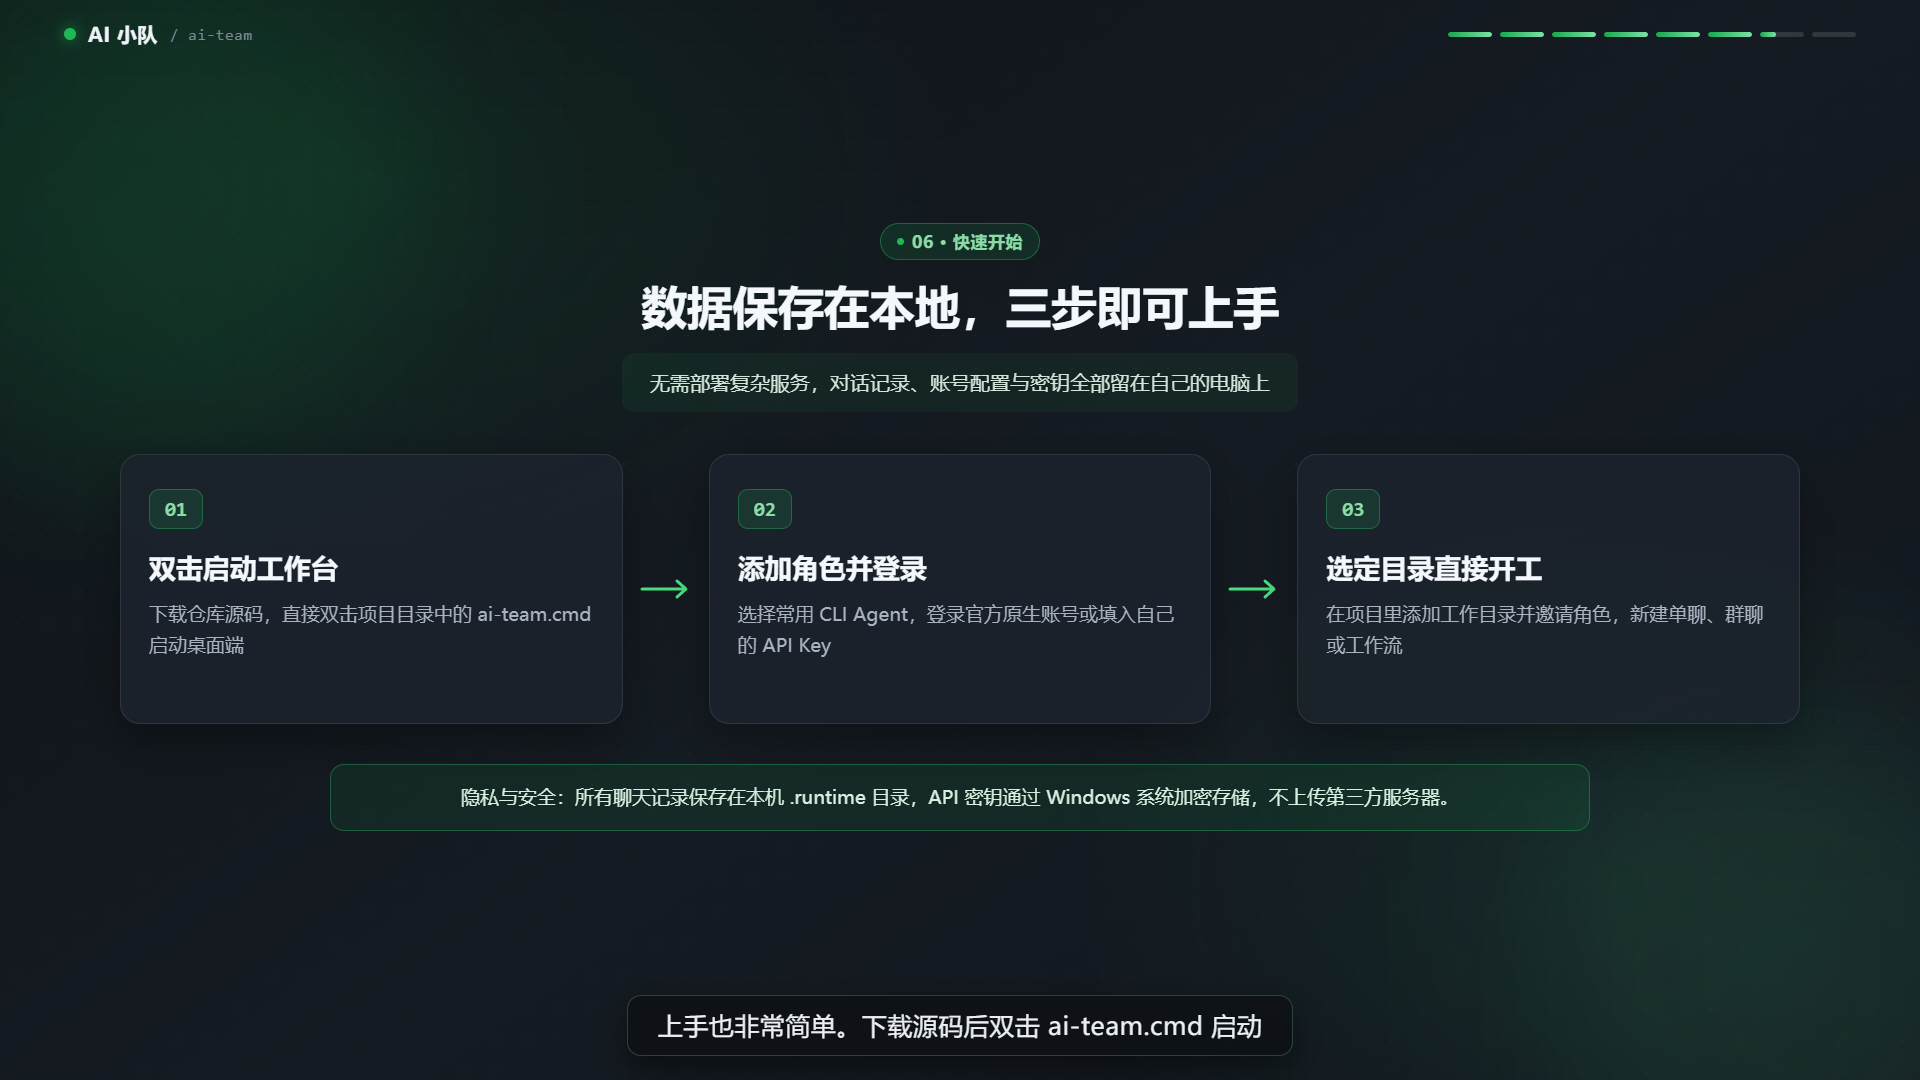 AI 小队 / ai-team
06 • 快速开始
数据保存在本地，三步即可上手
无需部署复杂服务，对话记录、账号配置与密钥全部留在自己的电脑上
01
双击启动工作台
下载仓库源码，直接双击项目目录中的 ai-team.cmd
启动桌面端
02
添加角色并登录
选择常用 CLI Agent，登录官方原生账号或填入自己
的 API Key
03
选定目录直接开工
在项目里添加工作目录并邀请角色，新建单聊、群聊
或工作流
隐私与安全：所有聊天记录保存在本机 .runtime 目录，API 密钥通过 Windows 系统加密存储，不上传第三方服务器。
上手也非常简单。下载源码后双击 ai-team.cmd 启动